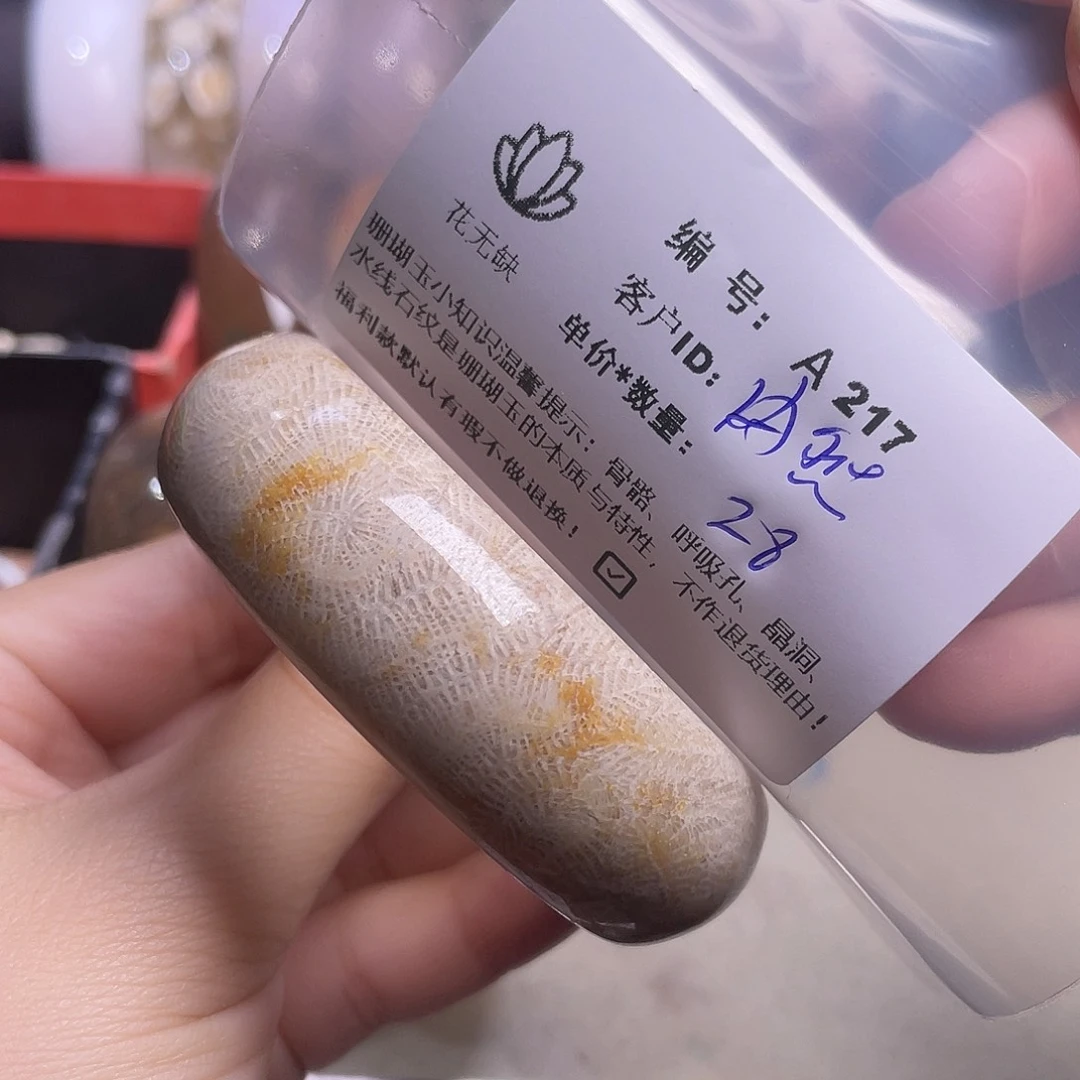 花无缺
编 号: A 217
客户ID:
单价*数量: 28
珊瑚玉小知识温馨提示: 骨骼、呼吸孔、晶洞、
水线石纹是珊瑚玉的本质与特性, 不作退货理由!
福利款默认有瑕不做退换!